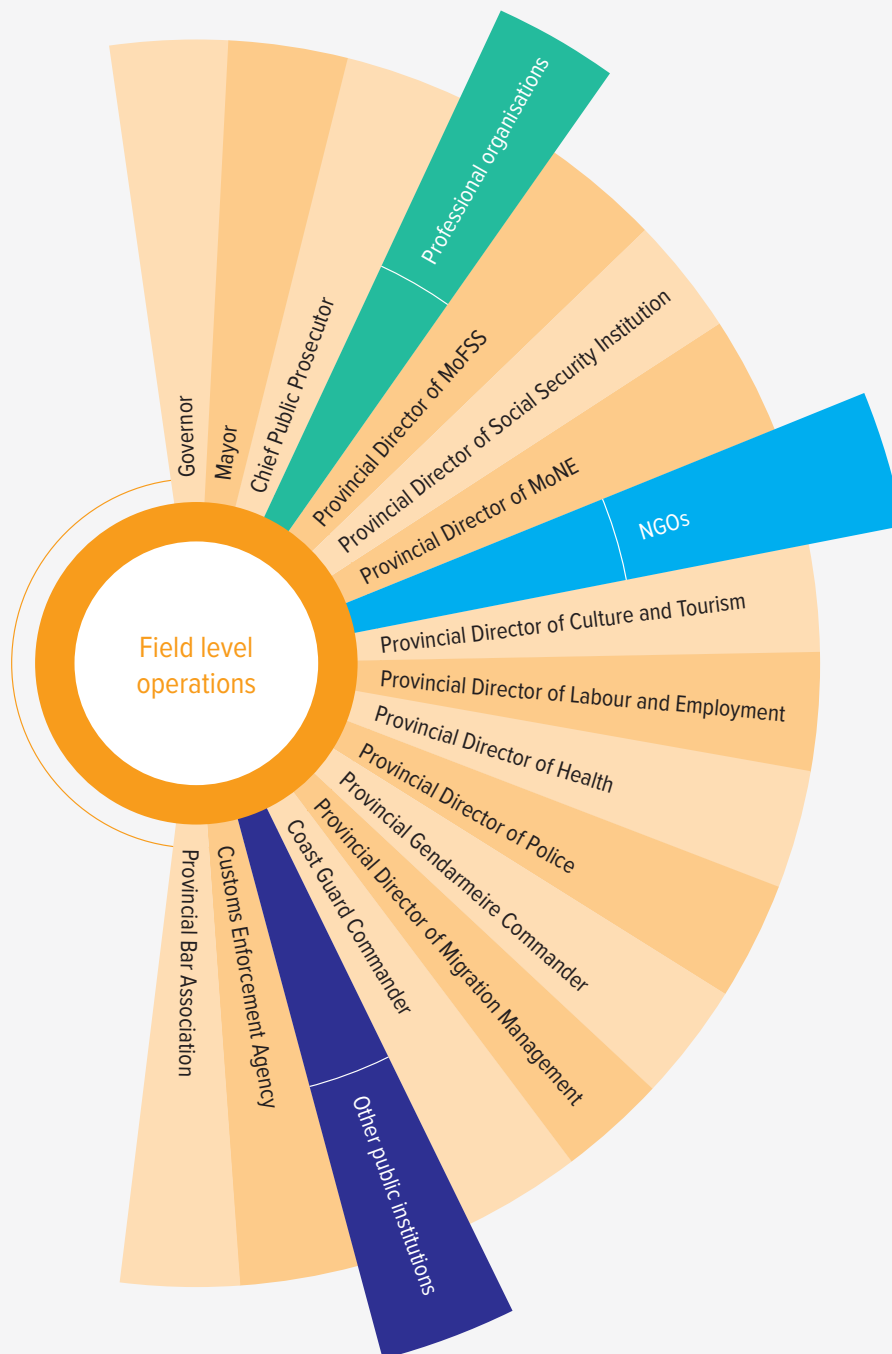 Governor
Mayor
Chief Public Prosecutor
Professional organisations
Provincial Director of MoFSS
Provincial Director of Social Security Institution
Provincial Director of MoNE
NGOs
Provincial Director of Culture and Tourism
Provincial Director of Labour and Employment
Provincial Director of Health
Provincial Director of Police
Provincial Gendarmeire Commander
Provincial Director of Migration Management
Coast Guard Commander
Other public institutions
Customs Enforcement Agency
Provincial Bar Association
Field level
operations